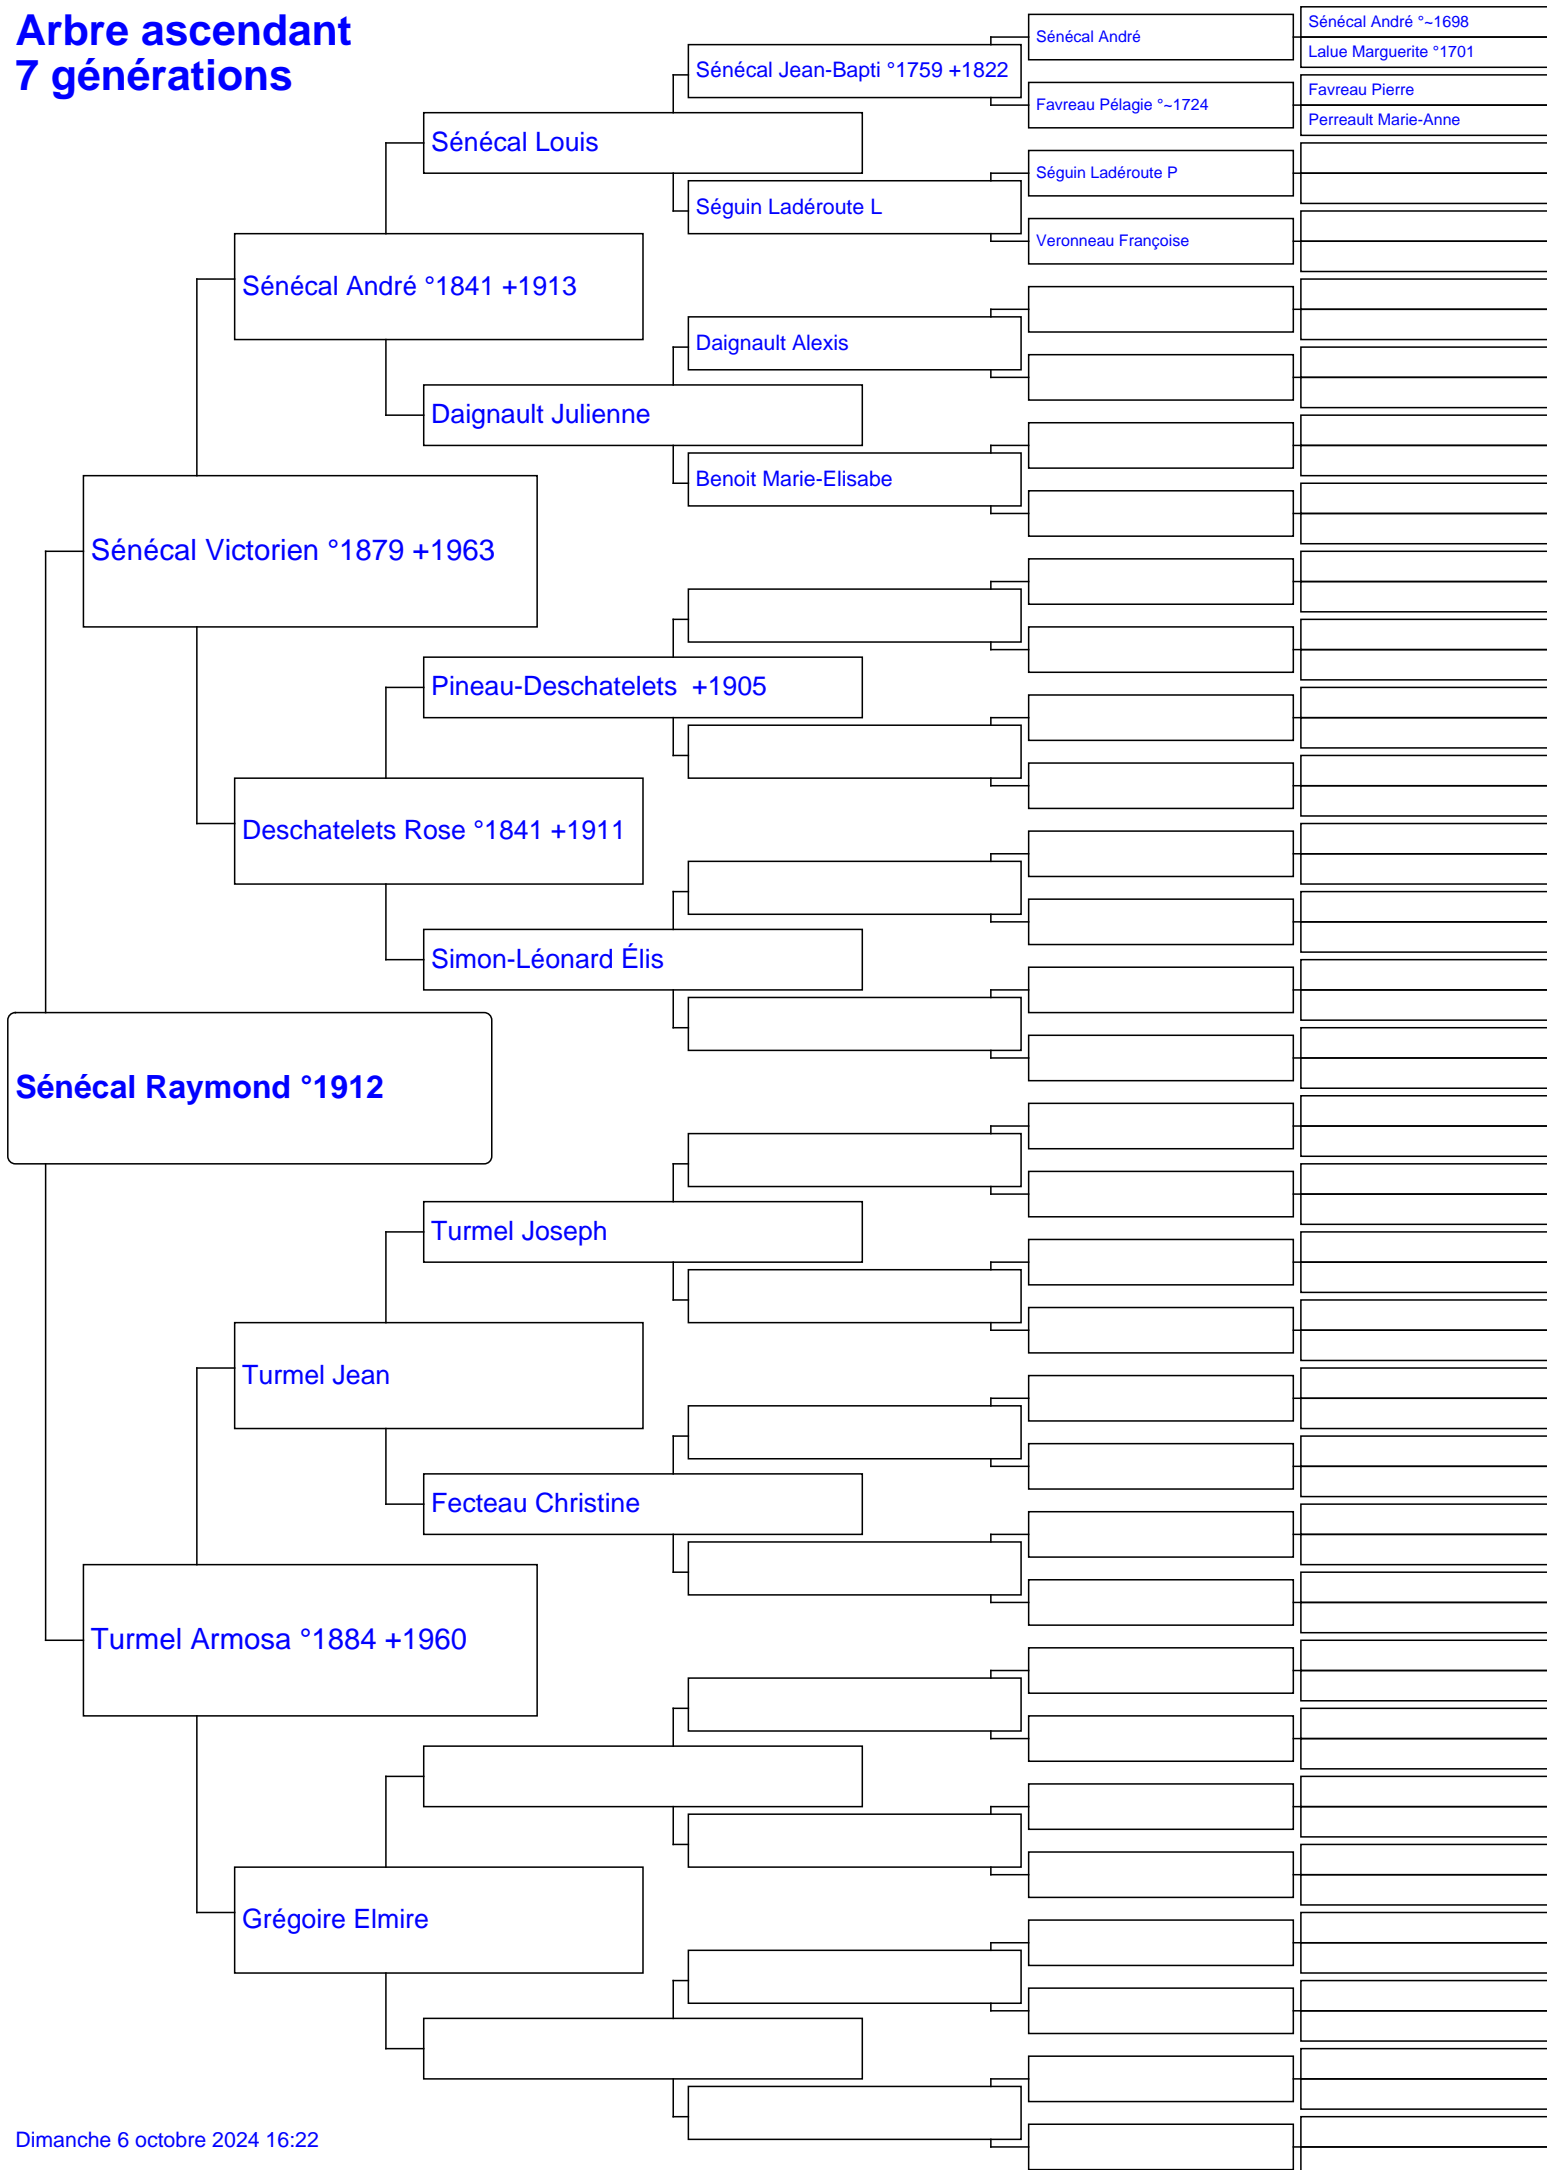 Arbre ascendant
7 générations
Sénécal André
Sénécal André °~1698
Lalue Marguerite °1701
Sénécal Jean-Bapti °1759 +1822
Favreau Pélagie °~1724
Favreau Pierre
Perreault Marie-Anne
Sénécal Louis
Séguin Ladéroute P
Séguin Ladéroute L
Veronneau Françoise
Sénécal André °1841 +1913
Daignault Alexis
Daignault Julienne
Benoit Marie-Elisabe
Sénécal Victorien °1879 +1963
Pineau-Deschatelets  +1905
Deschatelets Rose °1841 +1911
Simon-Léonard Élis
Sénécal Raymond °1912
Turmel Joseph
Turmel Jean
Fecteau Christine
Turmel Armosa °1884 +1960
Grégoire Elmire
Dimanche 6 octobre 2024 16:22